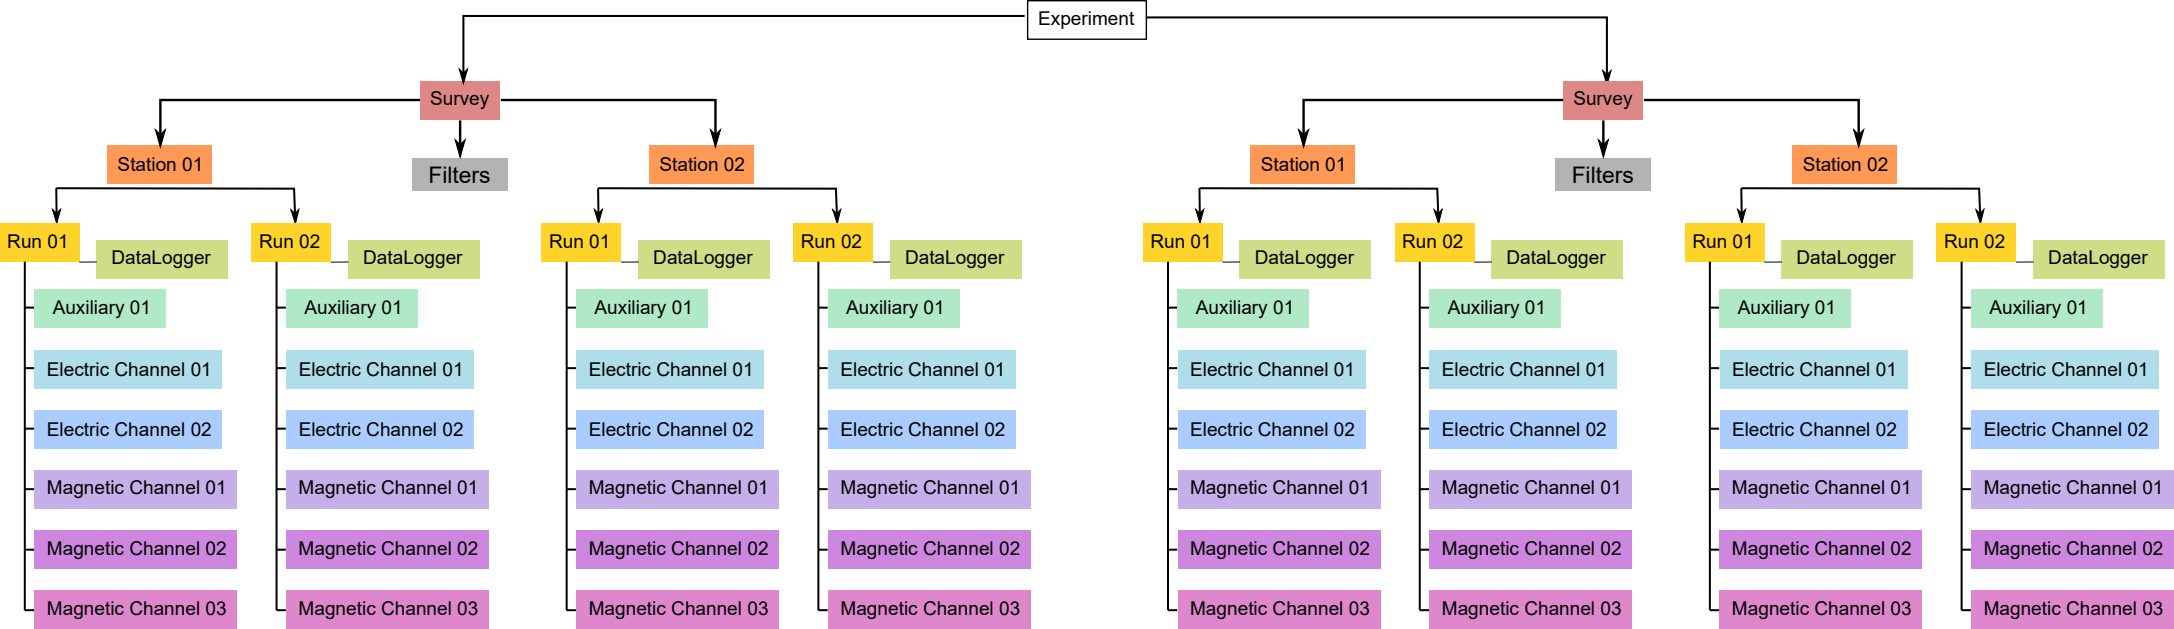 Experiment
Survey
Survey
Station 01
Filters
Station 02
Station 01
Filters
Station 02
Run 01
DataLogger
Run 02
DataLogger
Run 01
DataLogger
Run 02
DataLogger
Run 01
DataLogger
Run 02
DataLogger
Run 01
DataLogger
Run 02
DataLogger
Auxiliary 01
Auxiliary 01
Auxiliary 01
Auxiliary 01
Auxiliary 01
Auxiliary 01
Auxiliary 01
Auxiliary 01
Electric Channel 01
Electric Channel 01
Electric Channel 01
Electric Channel 01
Electric Channel 01
Electric Channel 01
Electric Channel 01
Electric Channel 01
Electric Channel 02
Electric Channel 02
Electric Channel 02
Electric Channel 02
Electric Channel 02
Electric Channel 02
Electric Channel 02
Electric Channel 02
Magnetic Channel 01
Magnetic Channel 01
Magnetic Channel 01
Magnetic Channel 01
Magnetic Channel 01
Magnetic Channel 01
Magnetic Channel 01
Magnetic Channel 01
Magnetic Channel 02
Magnetic Channel 02
Magnetic Channel 02
Magnetic Channel 02
Magnetic Channel 02
Magnetic Channel 02
Magnetic Channel 02
Magnetic Channel 02
Magnetic Channel 03
Magnetic Channel 03
Magnetic Channel 03
Magnetic Channel 03
Magnetic Channel 03
Magnetic Channel 03
Magnetic Channel 03
Magnetic Channel 03